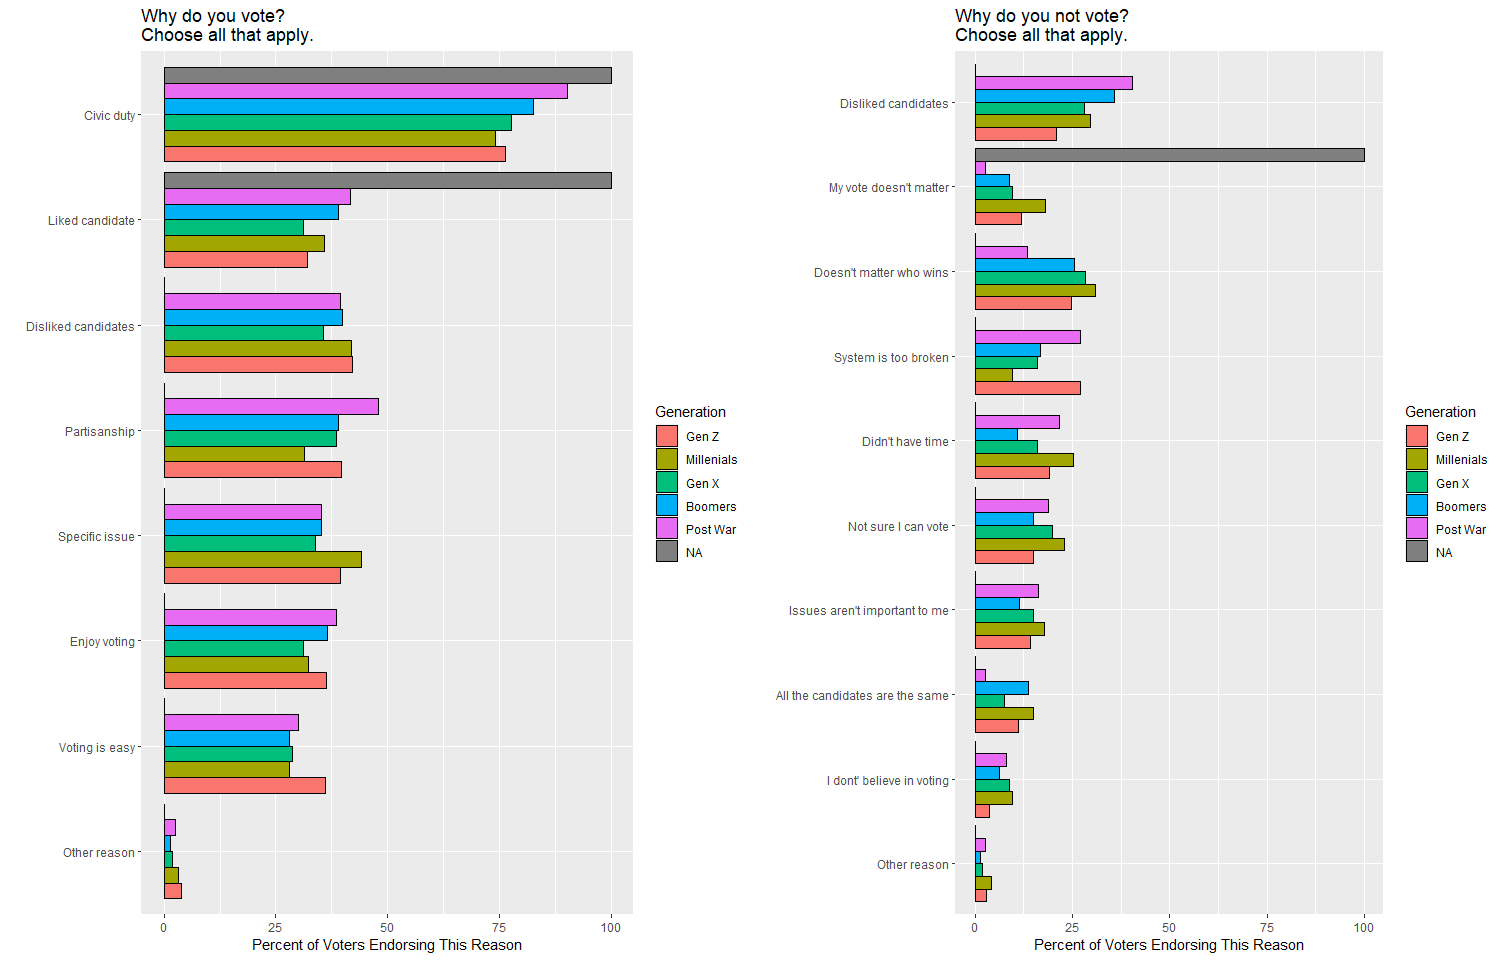 Why do you vote?
Choose all that apply.
Civic duty
Liked candidate
Disliked candidates
Partisanship
Specific issue
Enjoy voting
Voting is easy
Other reason
0 25 50 75 100
Percent of Voters Endorsing This Reason
Generation
Gen Z
Millenials
Gen X
Boomers
Post War
NA
Why do you not vote?
Choose all that apply.
Disliked candidates
My vote doesn't matter
Doesn't matter who wins
System is too broken
Didn't have time
Not sure I can vote
Issues aren't important to me
All the candidates are the same
I dont' believe in voting
Other reason
0 25 50 75 100
Percent of Voters Endorsing This Reason
Generation
Gen Z
Millenials
Gen X
Boomers
Post War
NA